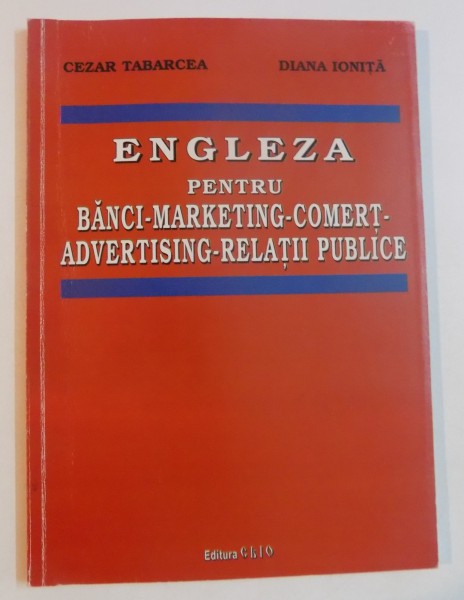 CEZAR TABARCEA DIANA IONIȚĂ
ENGLEZA
PENTRU
BĂNCI-MARKETING-COMERȚ-
ADVERTISING-RELAȚII PUBLICE
Editura CLIO